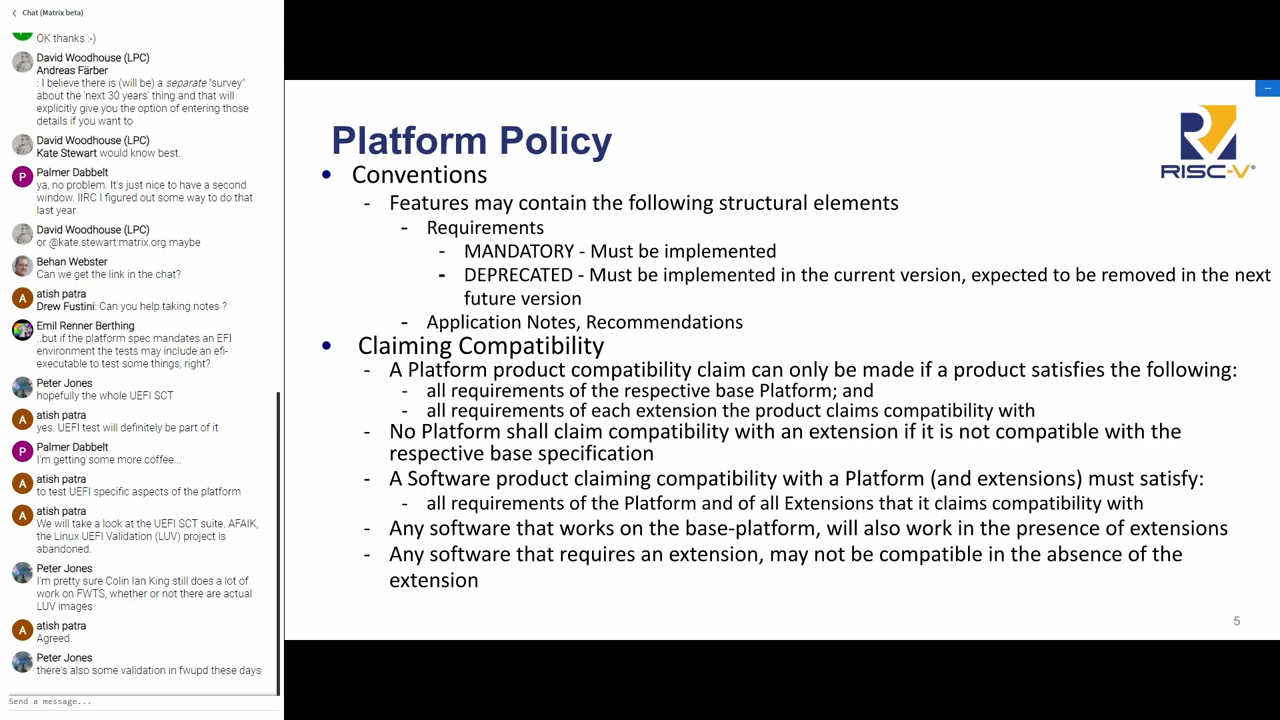 Chat (Matrix beta)
OK thanks :-)
David Woodhouse (LPC)
Andreas Färber
: I believe there is (will be) a separate "survey"
about the 'next 30 years' thing and that will
explicitly give you the option of entering those
details if you want to
David Woodhouse (LPC)
Kate Stewart would know best.
P
Palmer Dabbelt
ya, no problem. It's just nice to have a second
window. IIRC I figured out some way to do that
last year
David Woodhouse (LPC)
or @kate.stewart:matrix.org maybe
Behan Webster
Can we get the link in the chat?
A
atish patra
Drew Fustini: Can you help taking notes ?
Emil Renner Berthing
..but if the platform spec mandates an EFI
environment the tests may include an efi-
executable to test some things, right?
Peter Jones
hopefully the whole UEFI SCT
A
atish patra
yes. UEFI test will definitely be part of it
P
Palmer Dabbelt
I'm getting some more coffee...
A
atish patra
to test UEFI specific aspects of the platform
A
atish patra
We will take a look at the UEFI SCT suite. AFAIK,
the Linux UEFI Validation (LUV) project is
abandoned.
Peter Jones
I'm pretty sure Colin Ian King still does a lot of
work on FWTS, whether or not there are actual
LUV images
A
atish patra
Agreed.
Peter Jones
there's also some validation in fwupd these days
Send a message...
Platform Policy
RISC-V®
• Conventions
- Features may contain the following structural elements
- Requirements
- MANDATORY - Must be implemented
- DEPRECATED - Must be implemented in the current version, expected to be removed in the next
future version
- Application Notes, Recommendations
• Claiming Compatibility
- A Platform product compatibility claim can only be made if a product satisfies the following:
- all requirements of the respective base Platform; and
- all requirements of each extension the product claims compatibility with
- No Platform shall claim compatibility with an extension if it is not compatible with the
respective base specification
- A Software product claiming compatibility with a Platform (and extensions) must satisfy:
- all requirements of the Platform and of all Extensions that it claims compatibility with
- Any software that works on the base-platform, will also work in the presence of extensions
- Any software that requires an extension, may not be compatible in the absence of the
extension
5